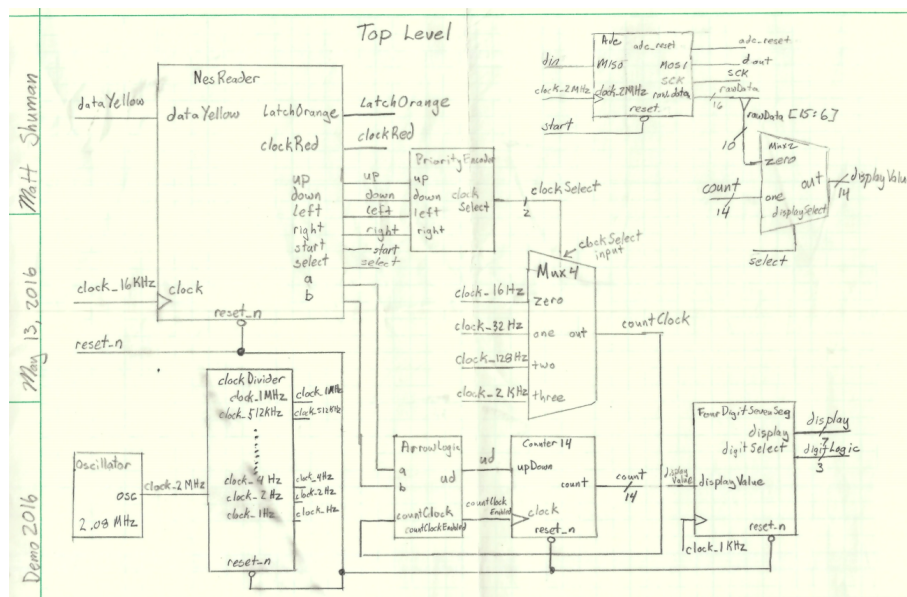 Top Level
Matt Shuman
May 13, 2016
Demo 2016
NesReader
dataYellow
dataYellow
LatchOrange
LatchOrange
clockRed
clockRed
up
down
left
right
start
select
a
b
up
down
left
right
start
select
clock_16KHz
clock
reset_n
reset_n
PriorityEncoder
up
down
left
right
clock
Select
clockSelect
2
clockSelect
input
Mux4
clock_16Hz
zero
clock_32Hz
one
out
countClock
clock_128Hz
two
clock_2KHz
three
Adc
adc_reset
adc_reset
din
MISO
MOSI
dout
SCK
SCK
clock_2MHz
clock_2MHz
rawdata
rawData
16
reset
start
rawData [15:6]
10
Mux2
zero
count
14
one
out
displayValue
14
displaySelect
select
clockDivider
clock_1MHz
clock_1MHz
clock_512KHz
clock_512KHz
clock_4Hz
clock_4Hz
clock_2Hz
clock_2Hz
clock_1Hz
clock_Hz
reset_n
Oscillator
osc
2.08 MHz
clock_2MHz
ArrowLogic
a
b
ud
ud
countClock
countClockEnabled
countClock
Enabled
Counter14
upDown
count
count
14
clock
reset_n
FourDigitSevenSeg
display
display
7
digitSelect
digitLogic
3
display
Value
displayValue
reset_n
clock_1KHz